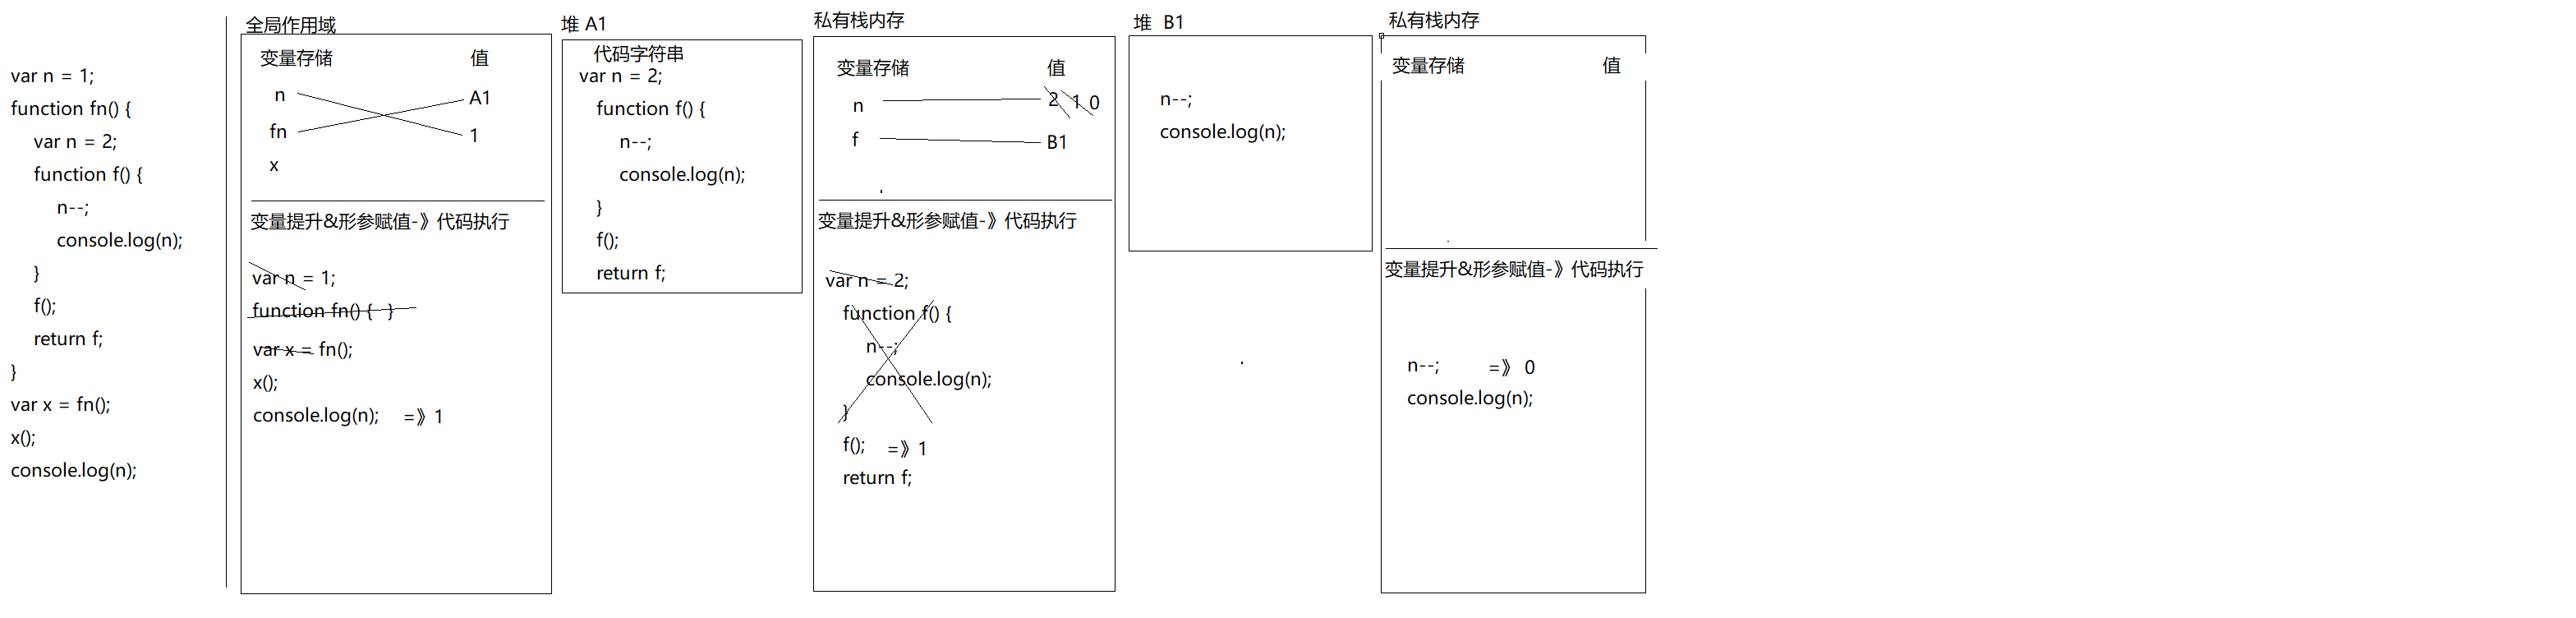 var n = 1;
function fn() {
var n = 2;
function f() {
n--;
console.log(n);
}
f();
return f;
}
var x = fn();
x();
console.log(n);
全局作用域
变量存储 值
n A1
fn 1
x
变量提升&形参赋值-》代码执行
var n = 1;
function fn() { }
var x = fn();
x();
console.log(n); =》1
堆 A1
代码字符串
var n = 2;
function f() {
n--;
console.log(n);
}
f();
return f;
私有栈内存
变量存储 值
n 2 1 0
f B1
变量提升&形参赋值-》代码执行
var n = 2;
function f() {
n--;
console.log(n);
}
f(); =》1
return f;
堆 B1
n--;
console.log(n);
私有栈内存
变量存储 值
变量提升&形参赋值-》代码执行
n--; =》 0
console.log(n);